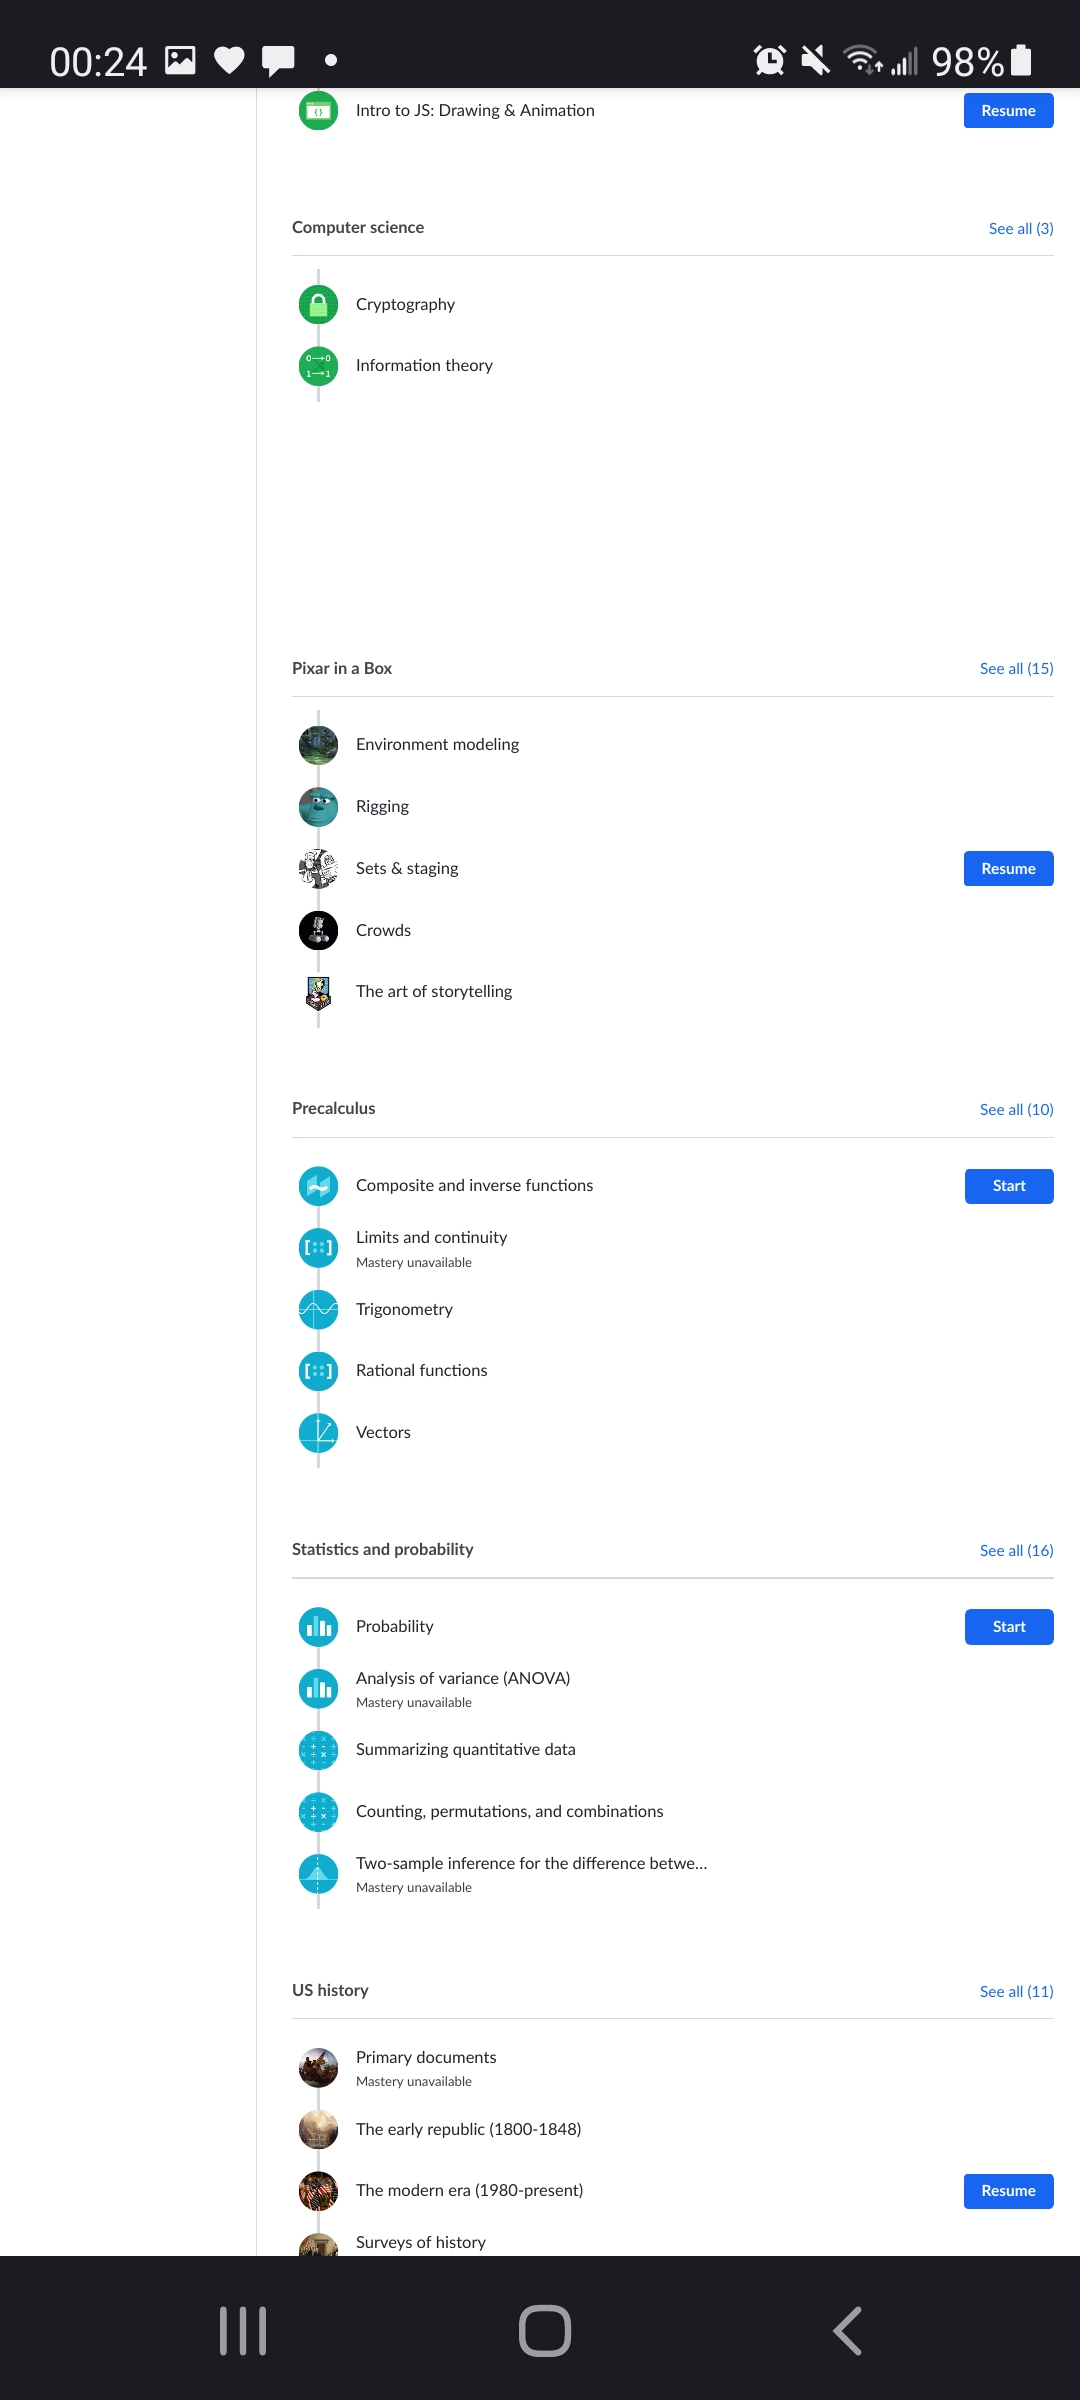 00:24
98%
Intro to JS: Drawing & Animation
Resume
Computer science
See all (3)
Cryptography
0→0
1→1
Information theory
Pixar in a Box
See all (15)
Environment modeling
Rigging
Sets & staging
Resume
Crowds
The art of storytelling
Precalculus
See all (10)
Composite and inverse functions
Start
Limits and continuity
Mastery unavailable
Trigonometry
Rational functions
Vectors
Statistics and probability
See all (16)
Probability
Start
Analysis of variance (ANOVA)
Mastery unavailable
Summarizing quantitative data
Counting, permutations, and combinations
Two-sample inference for the difference betwe...
Mastery unavailable
US history
See all (11)
Primary documents
Mastery unavailable
The early republic (1800-1848)
The modern era (1980-present)
Resume
Surveys of history